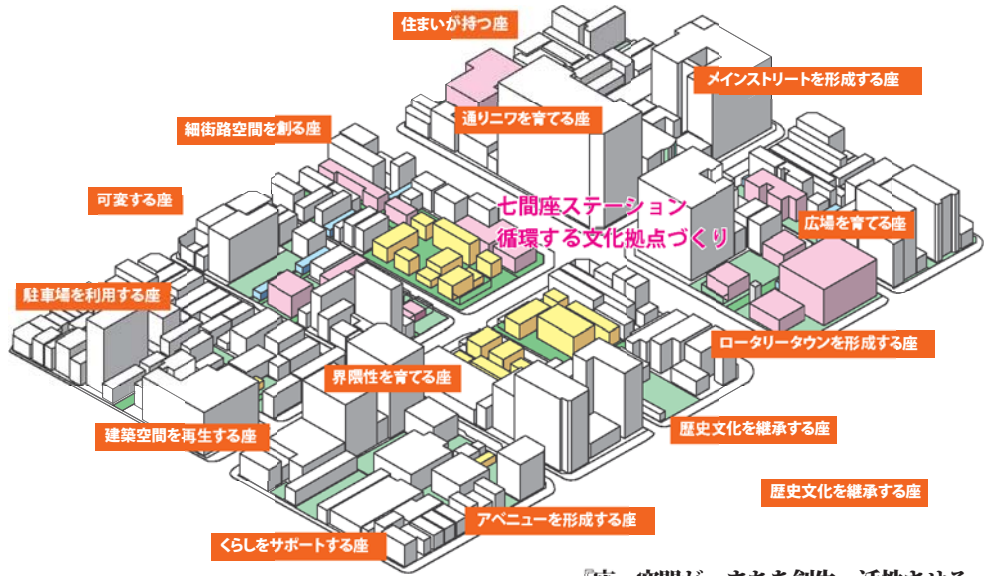 住まいが持つ座
メインストリートを形成する座
通りニワを育てる座
細街路空間を創る座
可変する座
七間座ステーション
循環する文化拠点づくり
広場を育てる座
駐車場を利用する座
ロータリータウンを形成する座
界隈性を育てる座
建築空間を再生する座
歴史文化を継承する座
歴史文化を継承する座
アベニューを形成する座
くらしをサポートする座